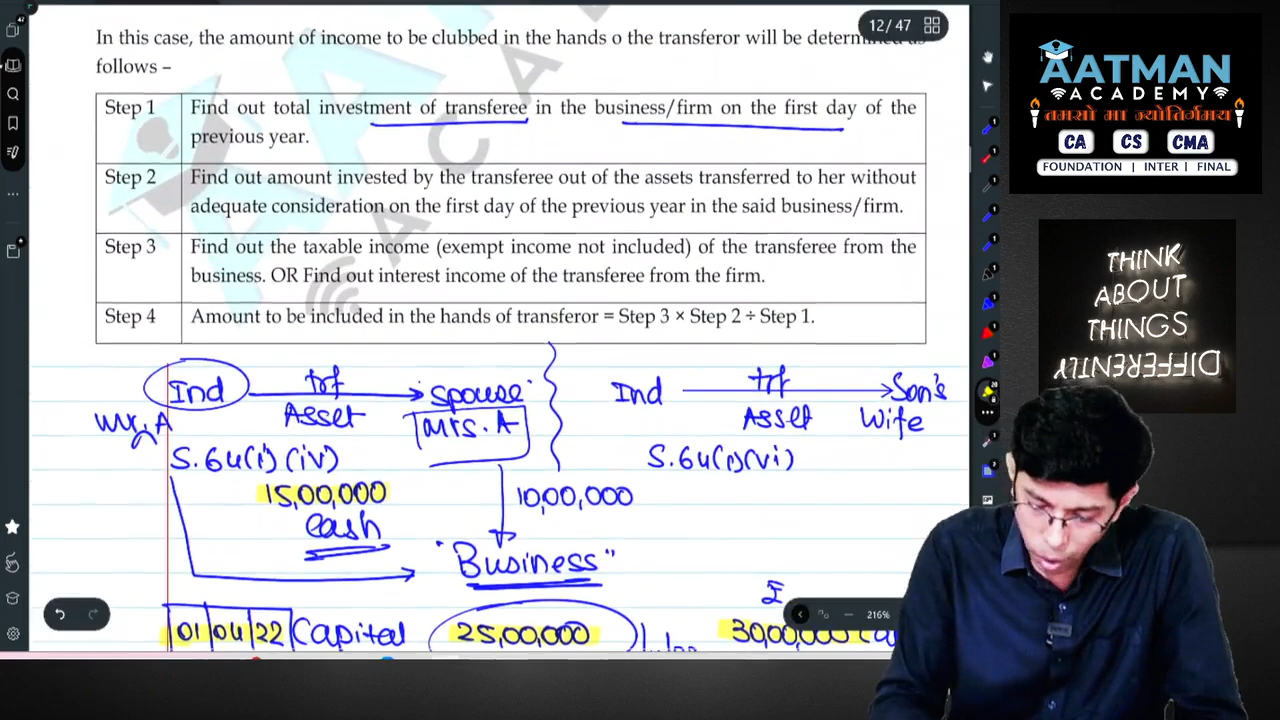 12/47
In this case, the amount of income to be clubbed in the hands o the transferor will be determined as
follows –
Step 1 Find out total investment of transferee in the business/firm on the first day of the
previous year.
Step 2 Find out amount invested by the transferee out of the assets transferred to her without
adequate consideration on the first day of the previous year in the said business/firm.
Step 3 Find out the taxable income (exempt income not included) of the transferee from the
business. OR Find out interest income of the transferee from the firm.
Step 4 Amount to be included in the hands of transferor = Step 3 × Step 2 ÷ Step 1.
Ind trf Spouse Ind trf Son's
Mr. A Asset Mrs. A Asset Wife
S.64(1)(iv) S.64(1)(vi)
15,00,000 10,00,000
Cash
"Business"
01 04 22 Capital 25,00,000 30,00,000
216%
AATMAN
ACADEMY
तमसो मा ज्योतिर्गमय
CA CS CMA
FOUNDATION | INTER | FINAL
THINK
ABOUT
THINGS
DIFFERENTLY